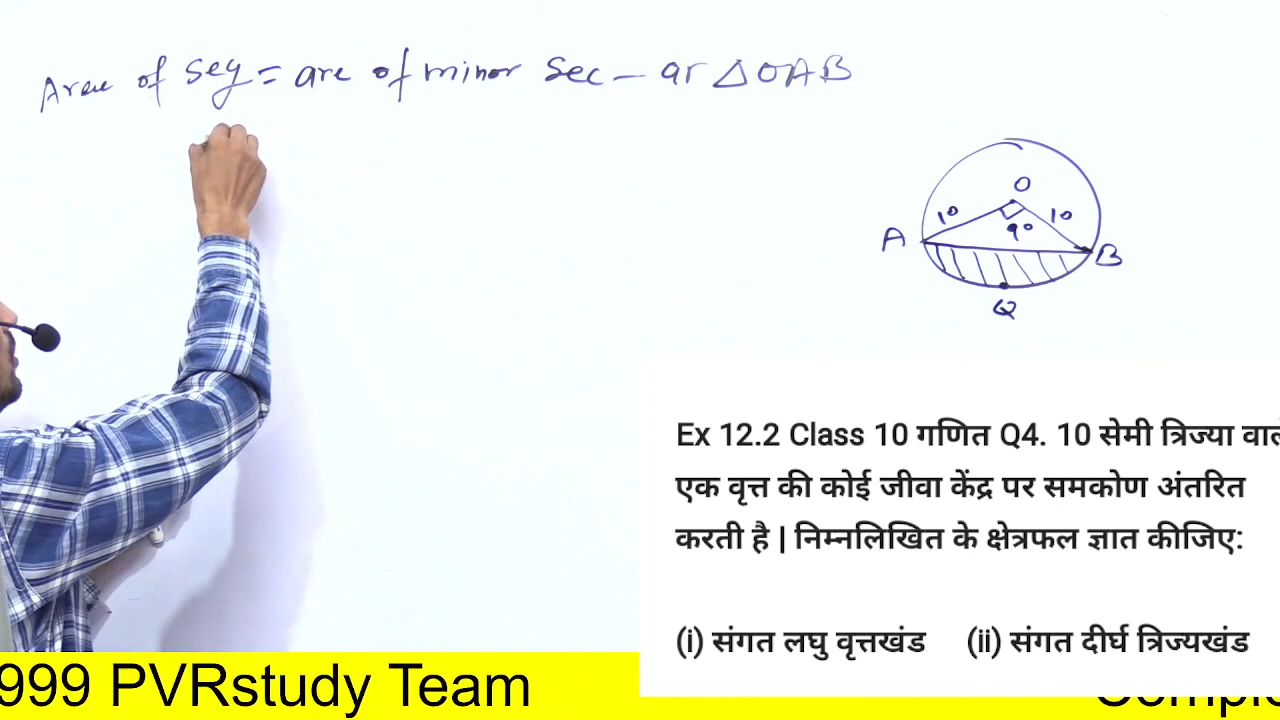 Area of seg = are of minor sec - ar △OAB
O
10
10
90
A
B
Q
Ex 12.2 Class 10 गणित Q4. 10 सेमी त्रिज्या वाले
एक वृत्त की कोई जीवा केंद्र पर समकोण अंतरित
करती है | निम्नलिखित के क्षेत्रफल ज्ञात कीजिए:
(i) संगत लघु वृत्तखंड (ii) संगत दीर्घ त्रिज्यखंड
999 PVRstudy Team